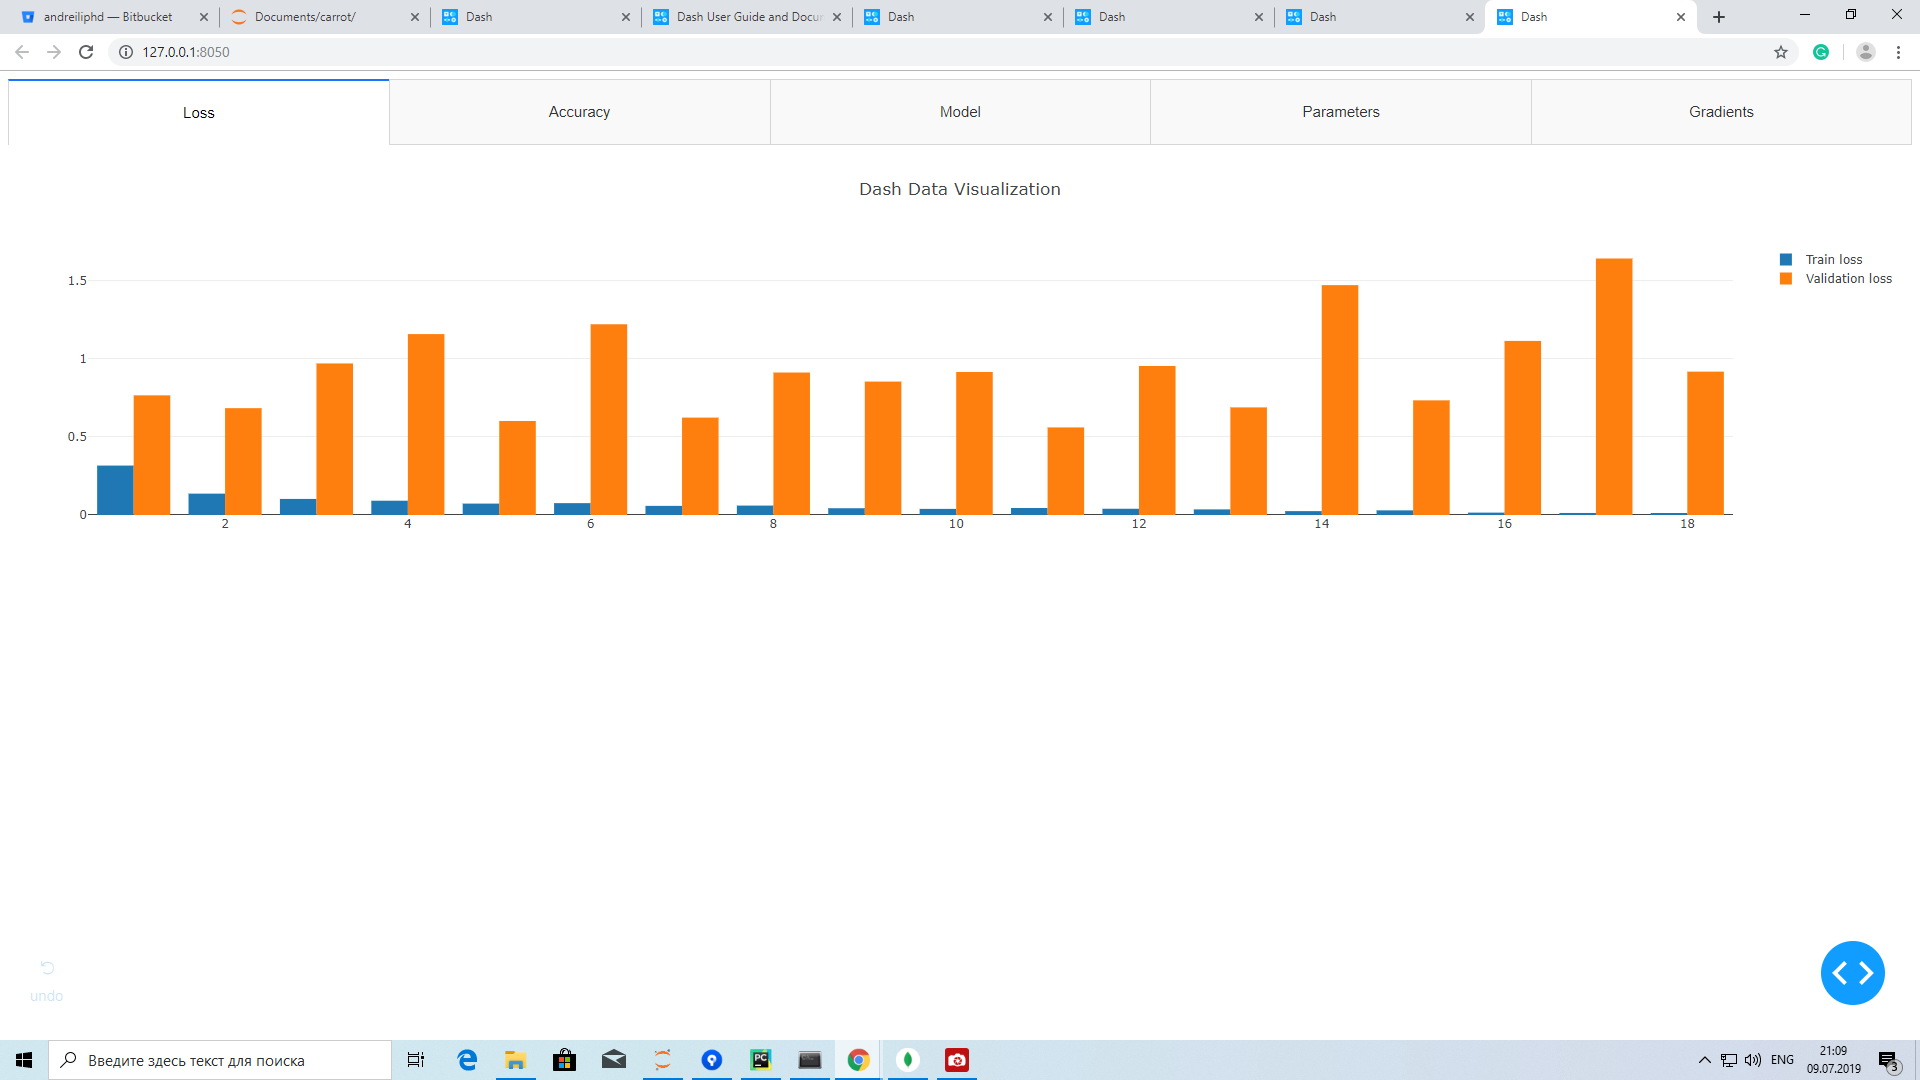 andreiliphd — Bitbucket
Documents/carrot/
Dash
Dash User Guide and Docu
Dash
Dash
Dash
Dash
127.0.0.1:8050
Loss
Accuracy
Model
Parameters
Gradients
Dash Data Visualization
Train loss
Validation loss
1.5
1
0.5
0
2
4
6
8
10
12
14
16
18
undo
Введите здесь текст для поиска
PC
ENG
21:09
09.07.2019
3